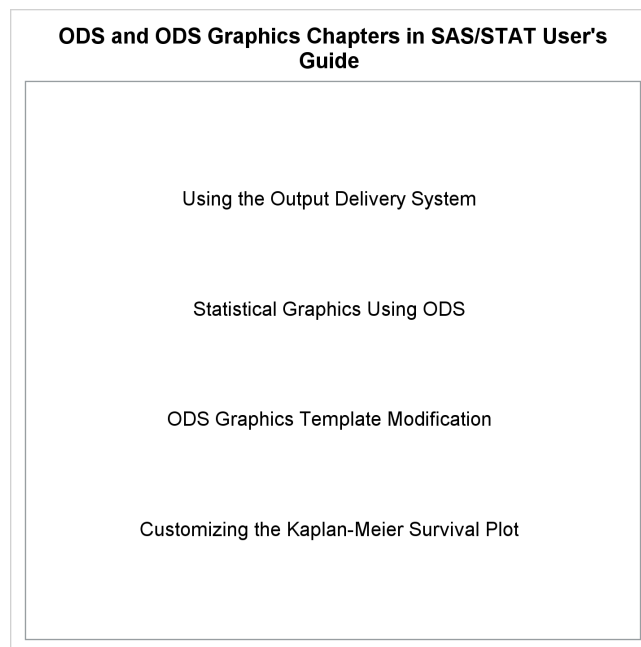 ODS and ODS Graphics Chapters in SAS/STAT User's
Guide
Using the Output Delivery System
Statistical Graphics Using ODS
ODS Graphics Template Modification
Customizing the Kaplan-Meier Survival Plot